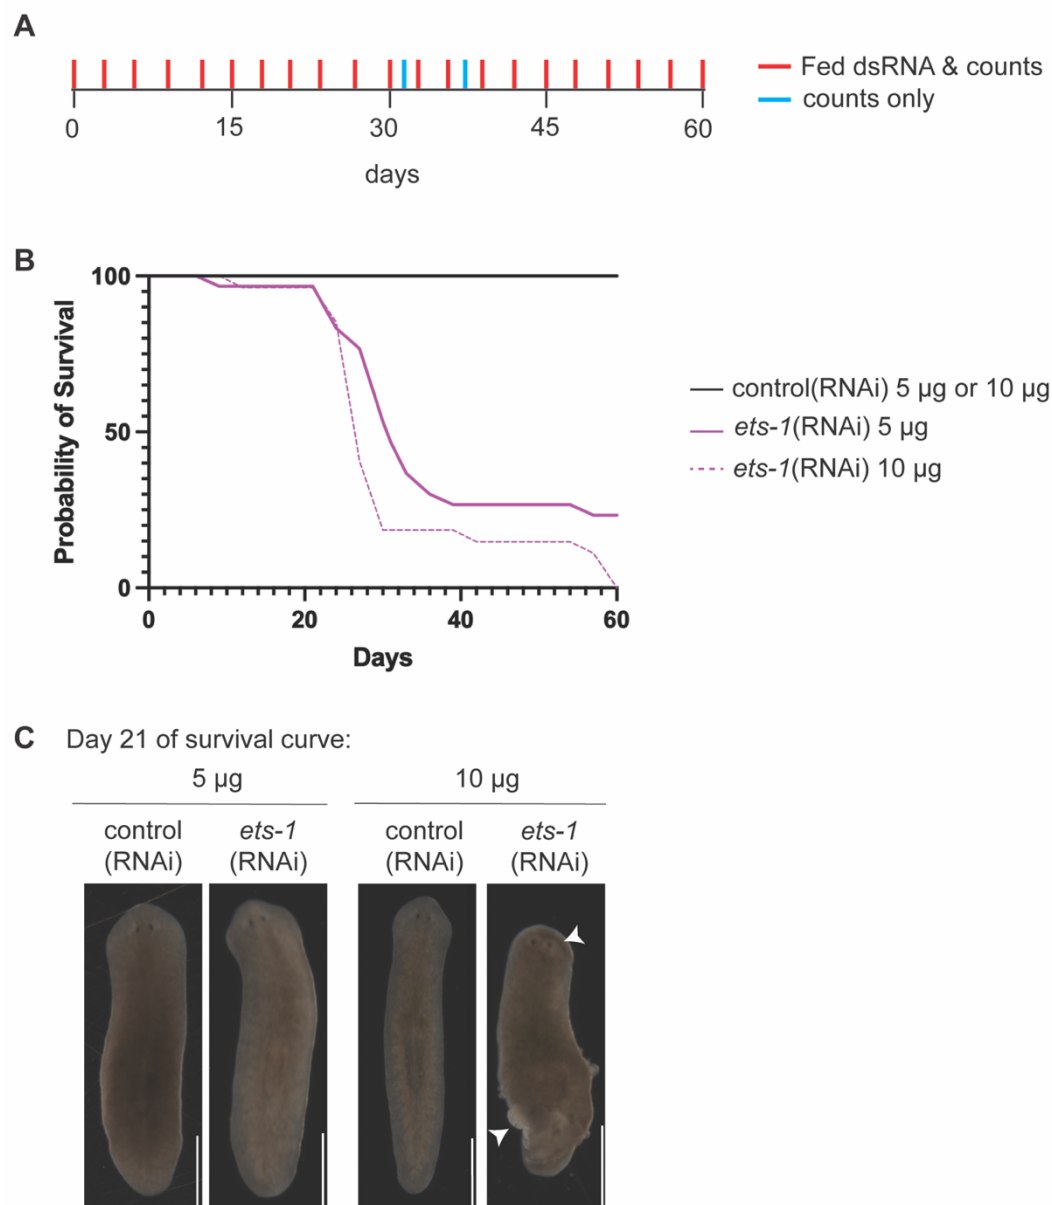 A
Fed dsRNA & counts
counts only
0 15 30 45 60
days
B
100
50
0
0 20 40 60
Probability of Survival
Days
control(RNAi) 5 µg or 10 µg
ets-1(RNAi) 5 µg
ets-1(RNAi) 10 µg
C Day 21 of survival curve:
5 µg 10 µg
control ets-1 control ets-1
(RNAi) (RNAi) (RNAi) (RNAi)